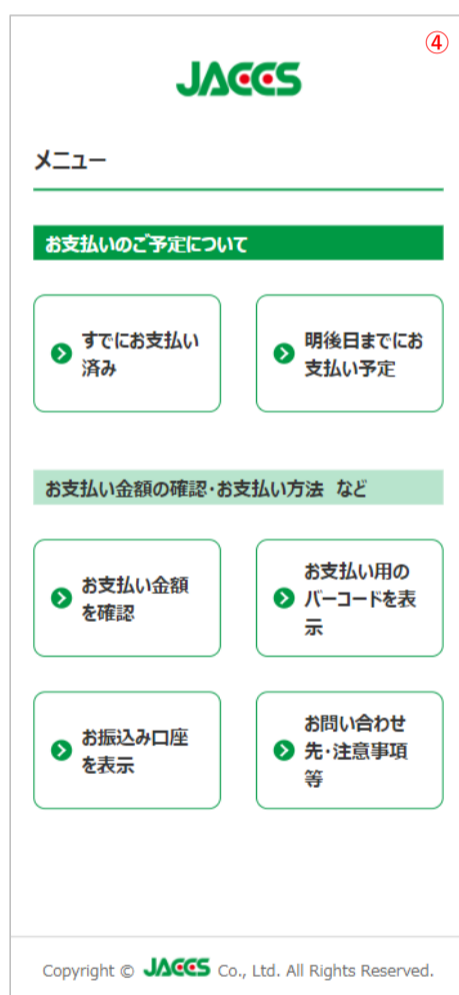 ④
JACCS
メニュー
お支払いのご予定について
すでにお支払い
済み
明後日までにお
支払い予定
お支払い金額の確認・お支払い方法 など
お支払い金額
を確認
お支払い用の
バーコードを表
示
お振込み口座
を表示
お問い合わせ
先・注意事項
等
Copyright © JACCS Co., Ltd. All Rights Reserved.